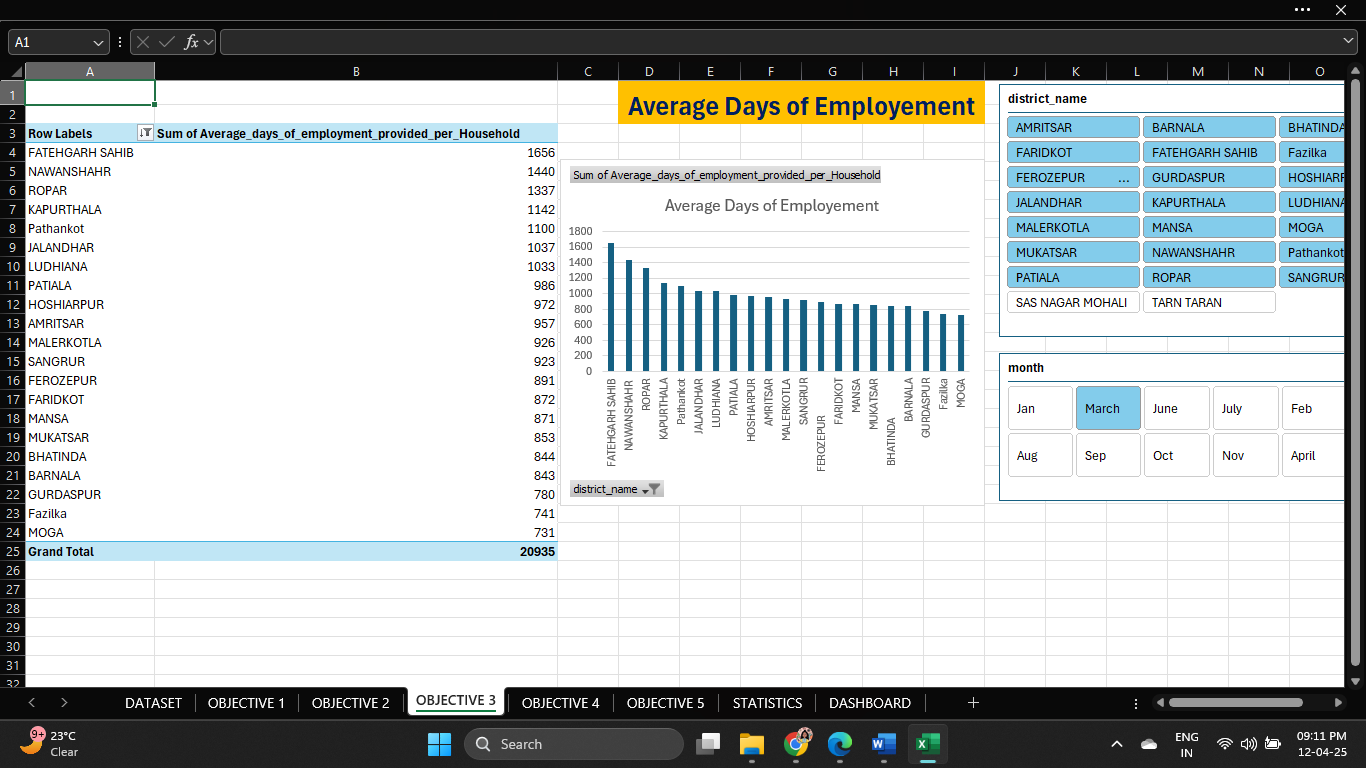 A1
fx
A B C D E F G H I J K L M N O
1 Average Days of Employement
2
3 Row Labels Sum of Average_days_of_employment_provided_per_Household
4 FATEHGARH SAHIB 1656
5 NAWANSHAHR 1440
6 ROPAR 1337
7 KAPURTHALA 1142
8 Pathankot 1100
9 JALANDHAR 1037
10 LUDHIANA 1033
11 PATIALA 986
12 HOSHIARPUR 972
13 AMRITSAR 957
14 MALERKOTLA 926
15 SANGRUR 923
16 FEROZEPUR 891
17 FARIDKOT 872
18 MANSA 871
19 MUKATSAR 853
20 BHATINDA 844
21 BARNALA 843
22 GURDASPUR 780
23 Fazilka 741
24 MOGA 731
25 Grand Total 20935
26
27
28
29
30
31
32
Sum of Average_days_of_employment_provided_per_Household
Average Days of Employement
1800
1600
1400
1200
1000
800
600
400
200
0
FATEHGARH SAHIB
NAWANSHAHR
ROPAR
KAPURTHALA
Pathankot
JALANDHAR
LUDHIANA
PATIALA
HOSHIARPUR
AMRITSAR
MALERKOTLA
SANGRUR
FEROZEPUR
FARIDKOT
MANSA
MUKATSAR
BHATINDA
BARNALA
GURDASPUR
Fazilka
MOGA
district_name
district_name
AMRITSAR BARNALA BHATINDA
FARIDKOT FATEHGARH SAHIB Fazilka
FEROZEPUR ... GURDASPUR HOSHIARP
JALANDHAR KAPURTHALA LUDHIANA
MALERKOTLA MANSA MOGA
MUKATSAR NAWANSHAHR Pathankot
PATIALA ROPAR SANGRUR
SAS NAGAR MOHALI TARN TARAN
month
Jan March June July Feb
Aug Sep Oct Nov April
DATASET OBJECTIVE 1 OBJECTIVE 2 OBJECTIVE 3 OBJECTIVE 4 OBJECTIVE 5 STATISTICS DASHBOARD
9+ 23°C
Clear
Search
ENG
IN
09:11 PM
12-04-25